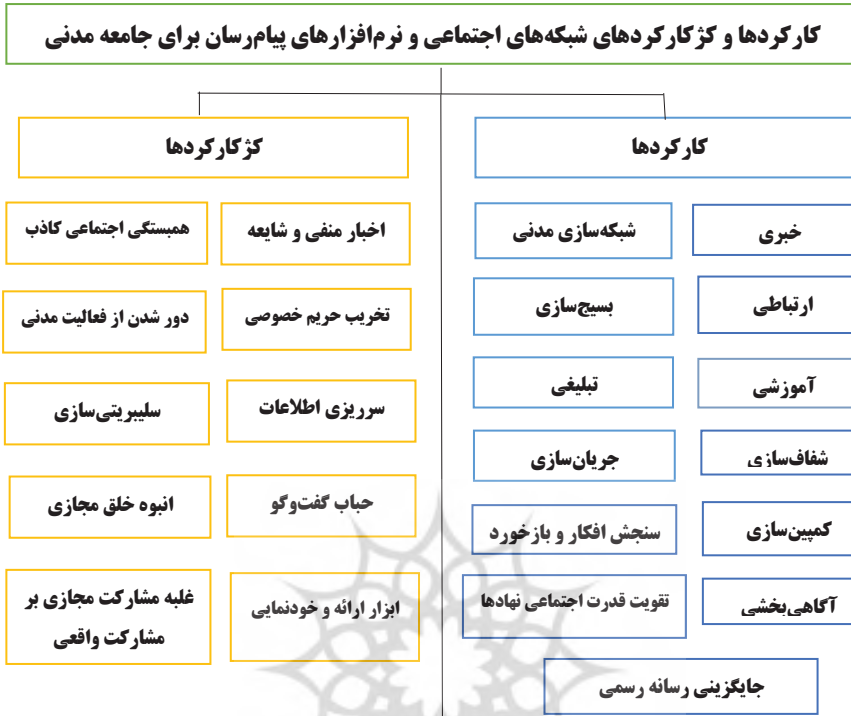 کارکردها و کژکارکردهای شبکه‌های اجتماعی و نرم‌افزارهای پیام‌رسان برای جامعه مدنی
کارکردها
کژکارکردها
خبری
شبکه‌سازی مدنی
ارتباطی
بسیج‌سازی
آموزشی
تبلیغی
شفاف‌سازی
جریان‌سازی
کمپین‌سازی
سنجش افکار و بازخورد
آگاهی‌بخشی
تقویت قدرت اجتماعی نهادها
جایگزینی رسانه رسمی
اخبار منفی و شایعه
همبستگی اجتماعی کاذب
تخریب حریم خصوصی
دور شدن از فعالیت مدنی
سرریزی اطلاعات
سلیبریتی‌سازی
حباب گفت‌وگو
انبوه خلق مجازی
ابزار ارائه و خودنمایی
غلبه مشارکت مجازی بر
مشارکت واقعی